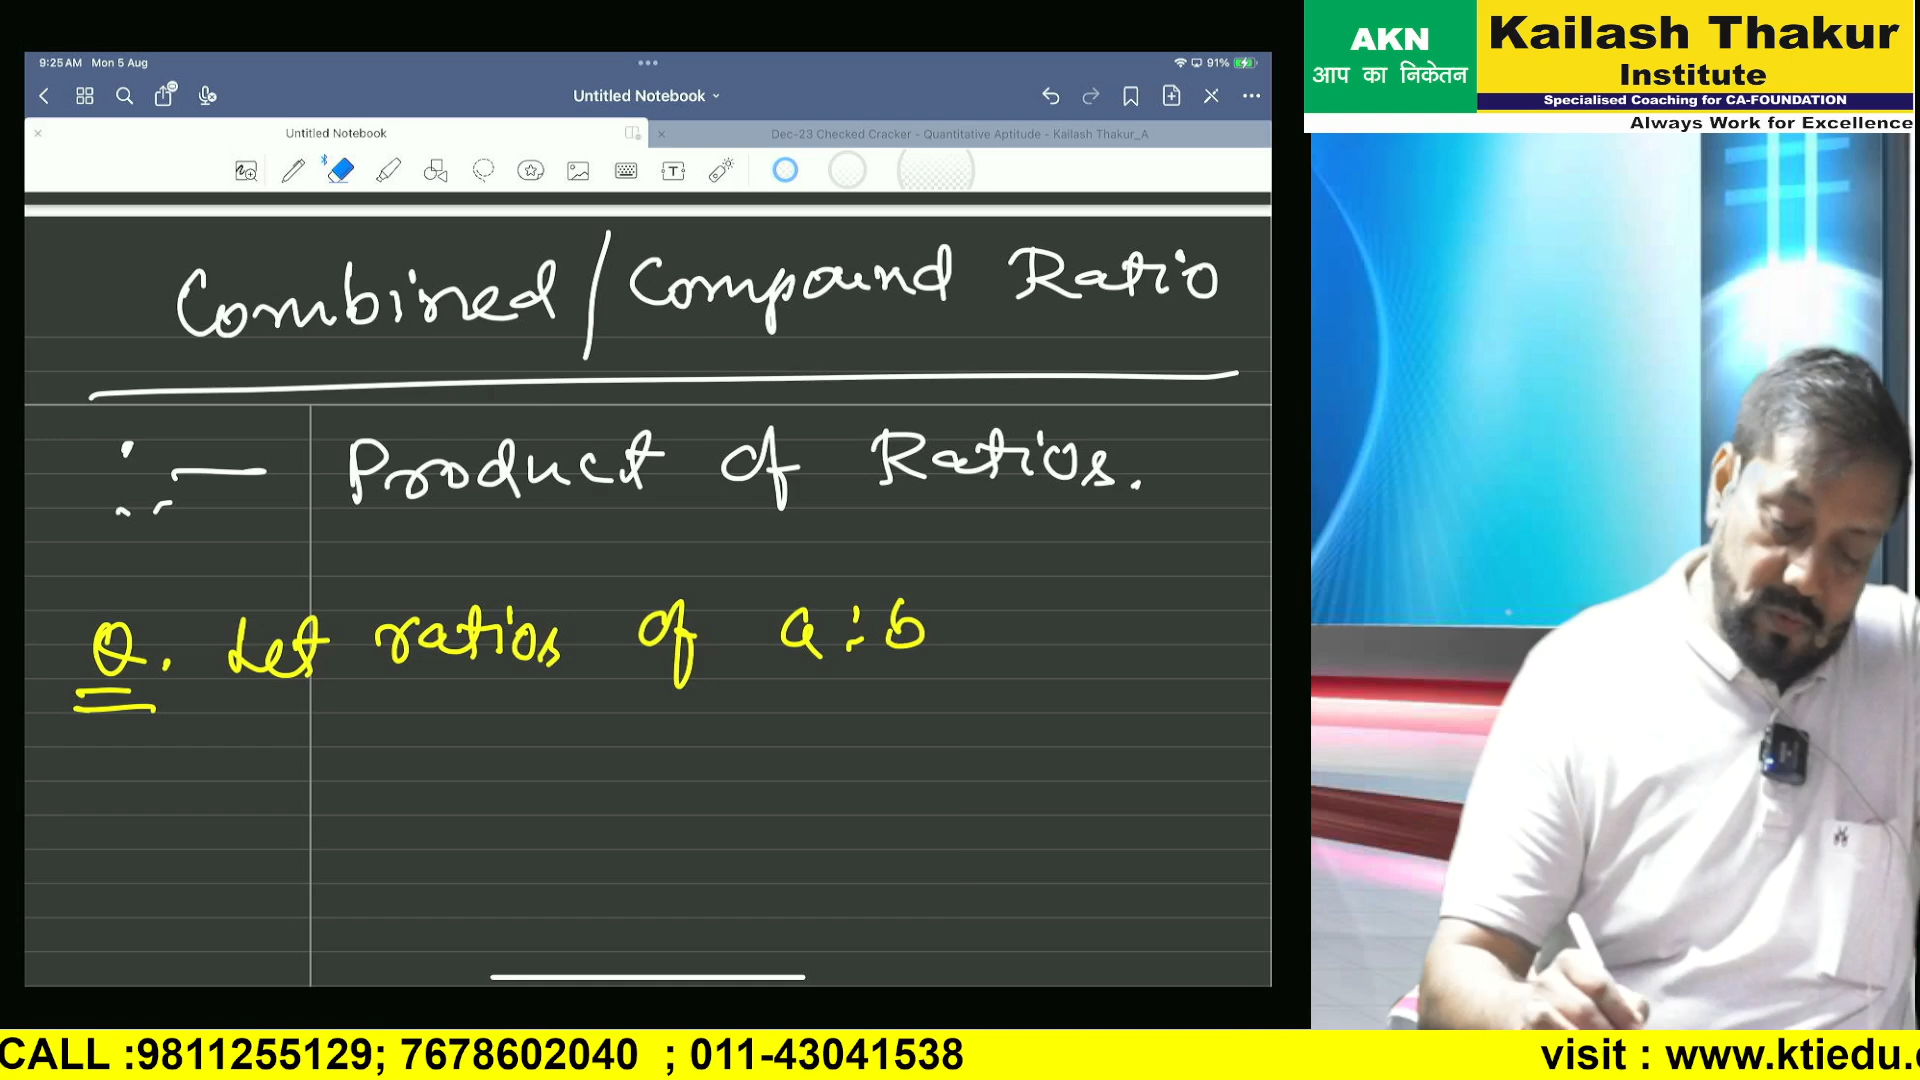 9:25 AM Mon 5 Aug
91%
Untitled Notebook
Untitled Notebook
Dec-23 Checked Cracker - Quantitative Aptitude - Kailash Thakur_A
T
Combined/Compound Ratio
:- Product of Ratios.
Q. Let ratios of a:b
AKN
आप का निकेतन
Kailash Thakur
Institute
Specialised Coaching for CA-FOUNDATION
Always Work for Excellence
CALL :9811255129; 7678602040 ; 011-43041538
visit : www.ktiedu.